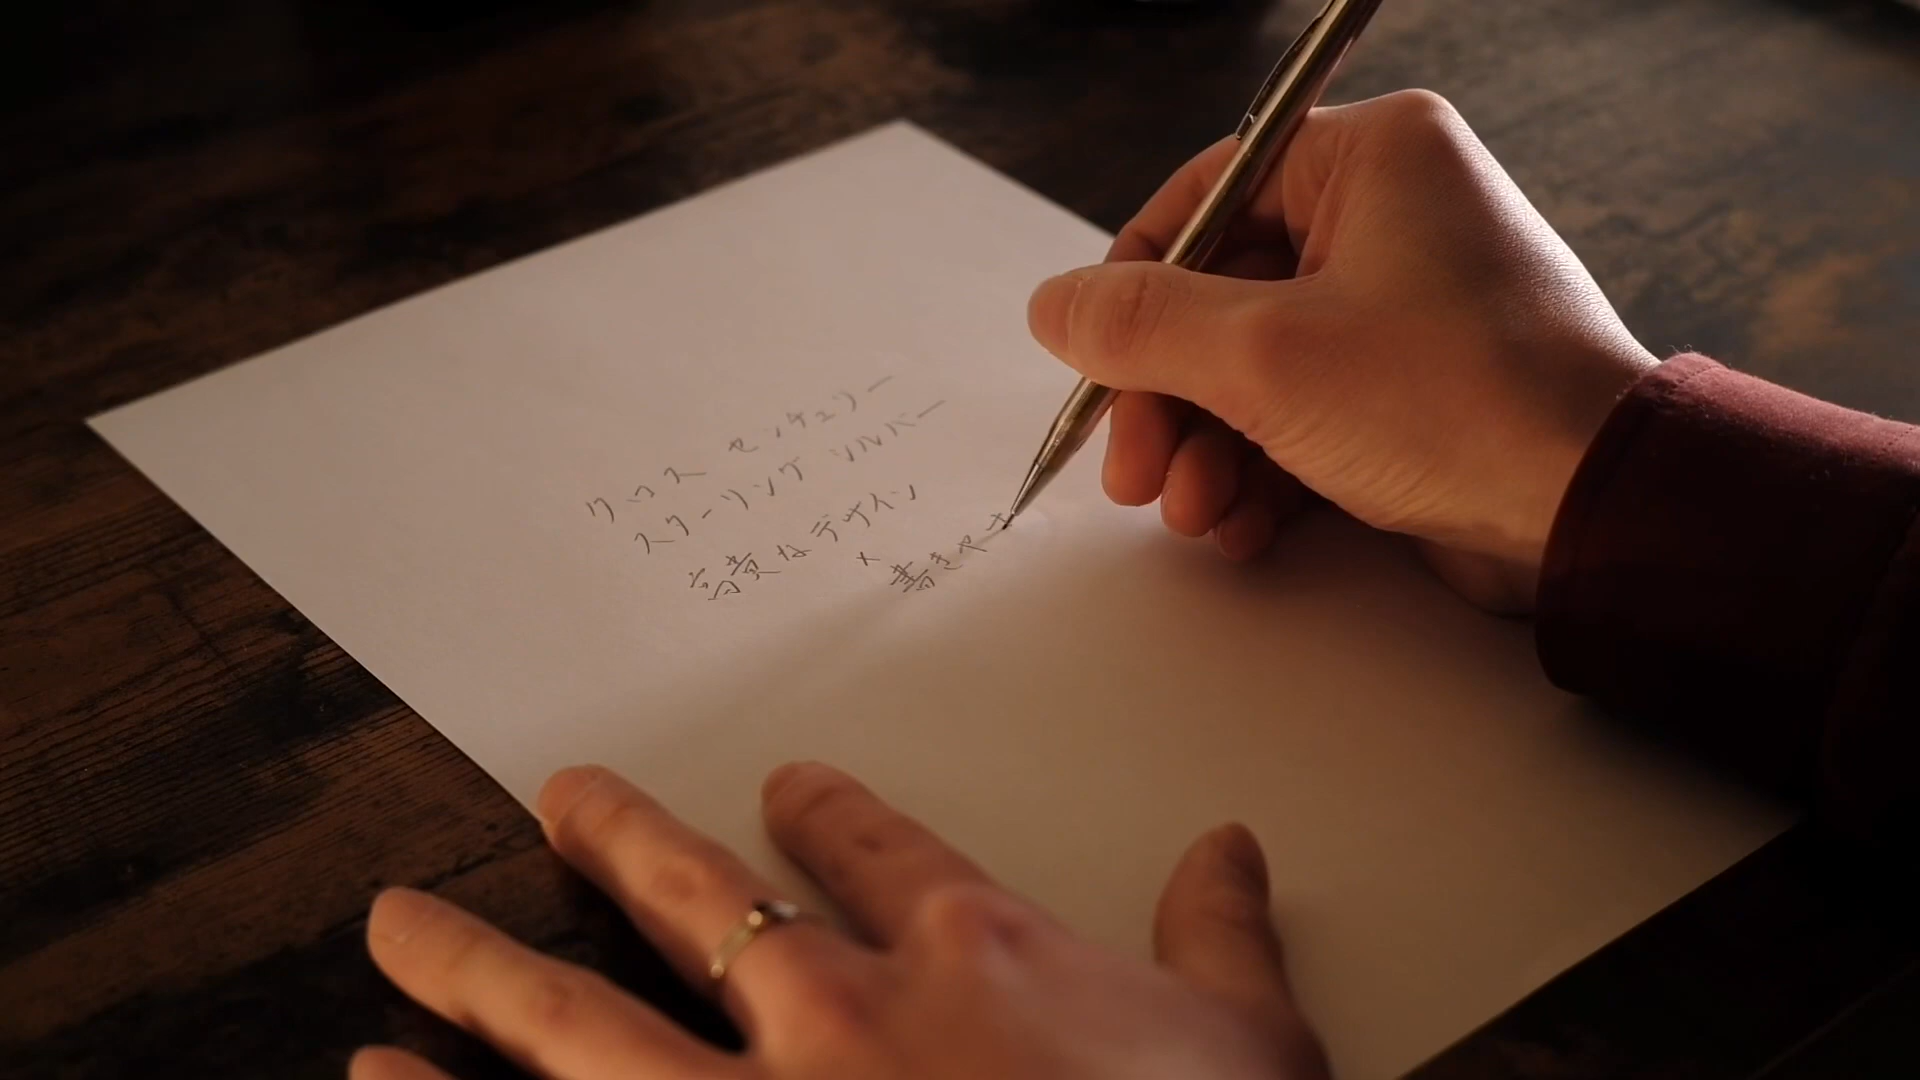 クロス センチュリー
スターリング シルバー
高貴なデザイン
×
書きやす